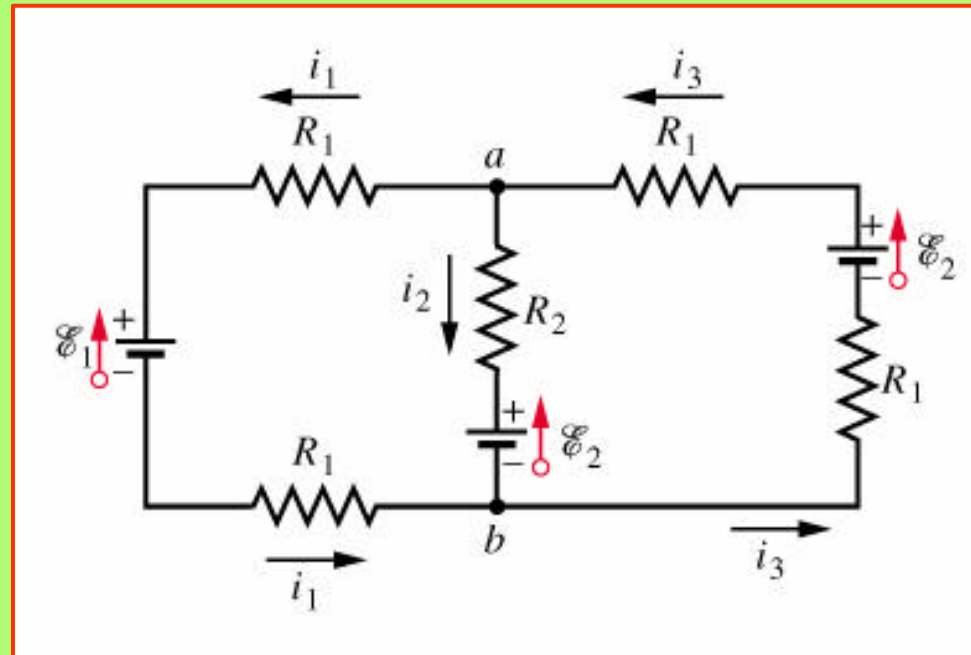 i₁ i₃
R₁ R₁
a
+ ℰ₂
−
i₂ R₂
ℰ₁ +
− R₁
+
R₁ ℰ₂
−
b
i₁ i₃